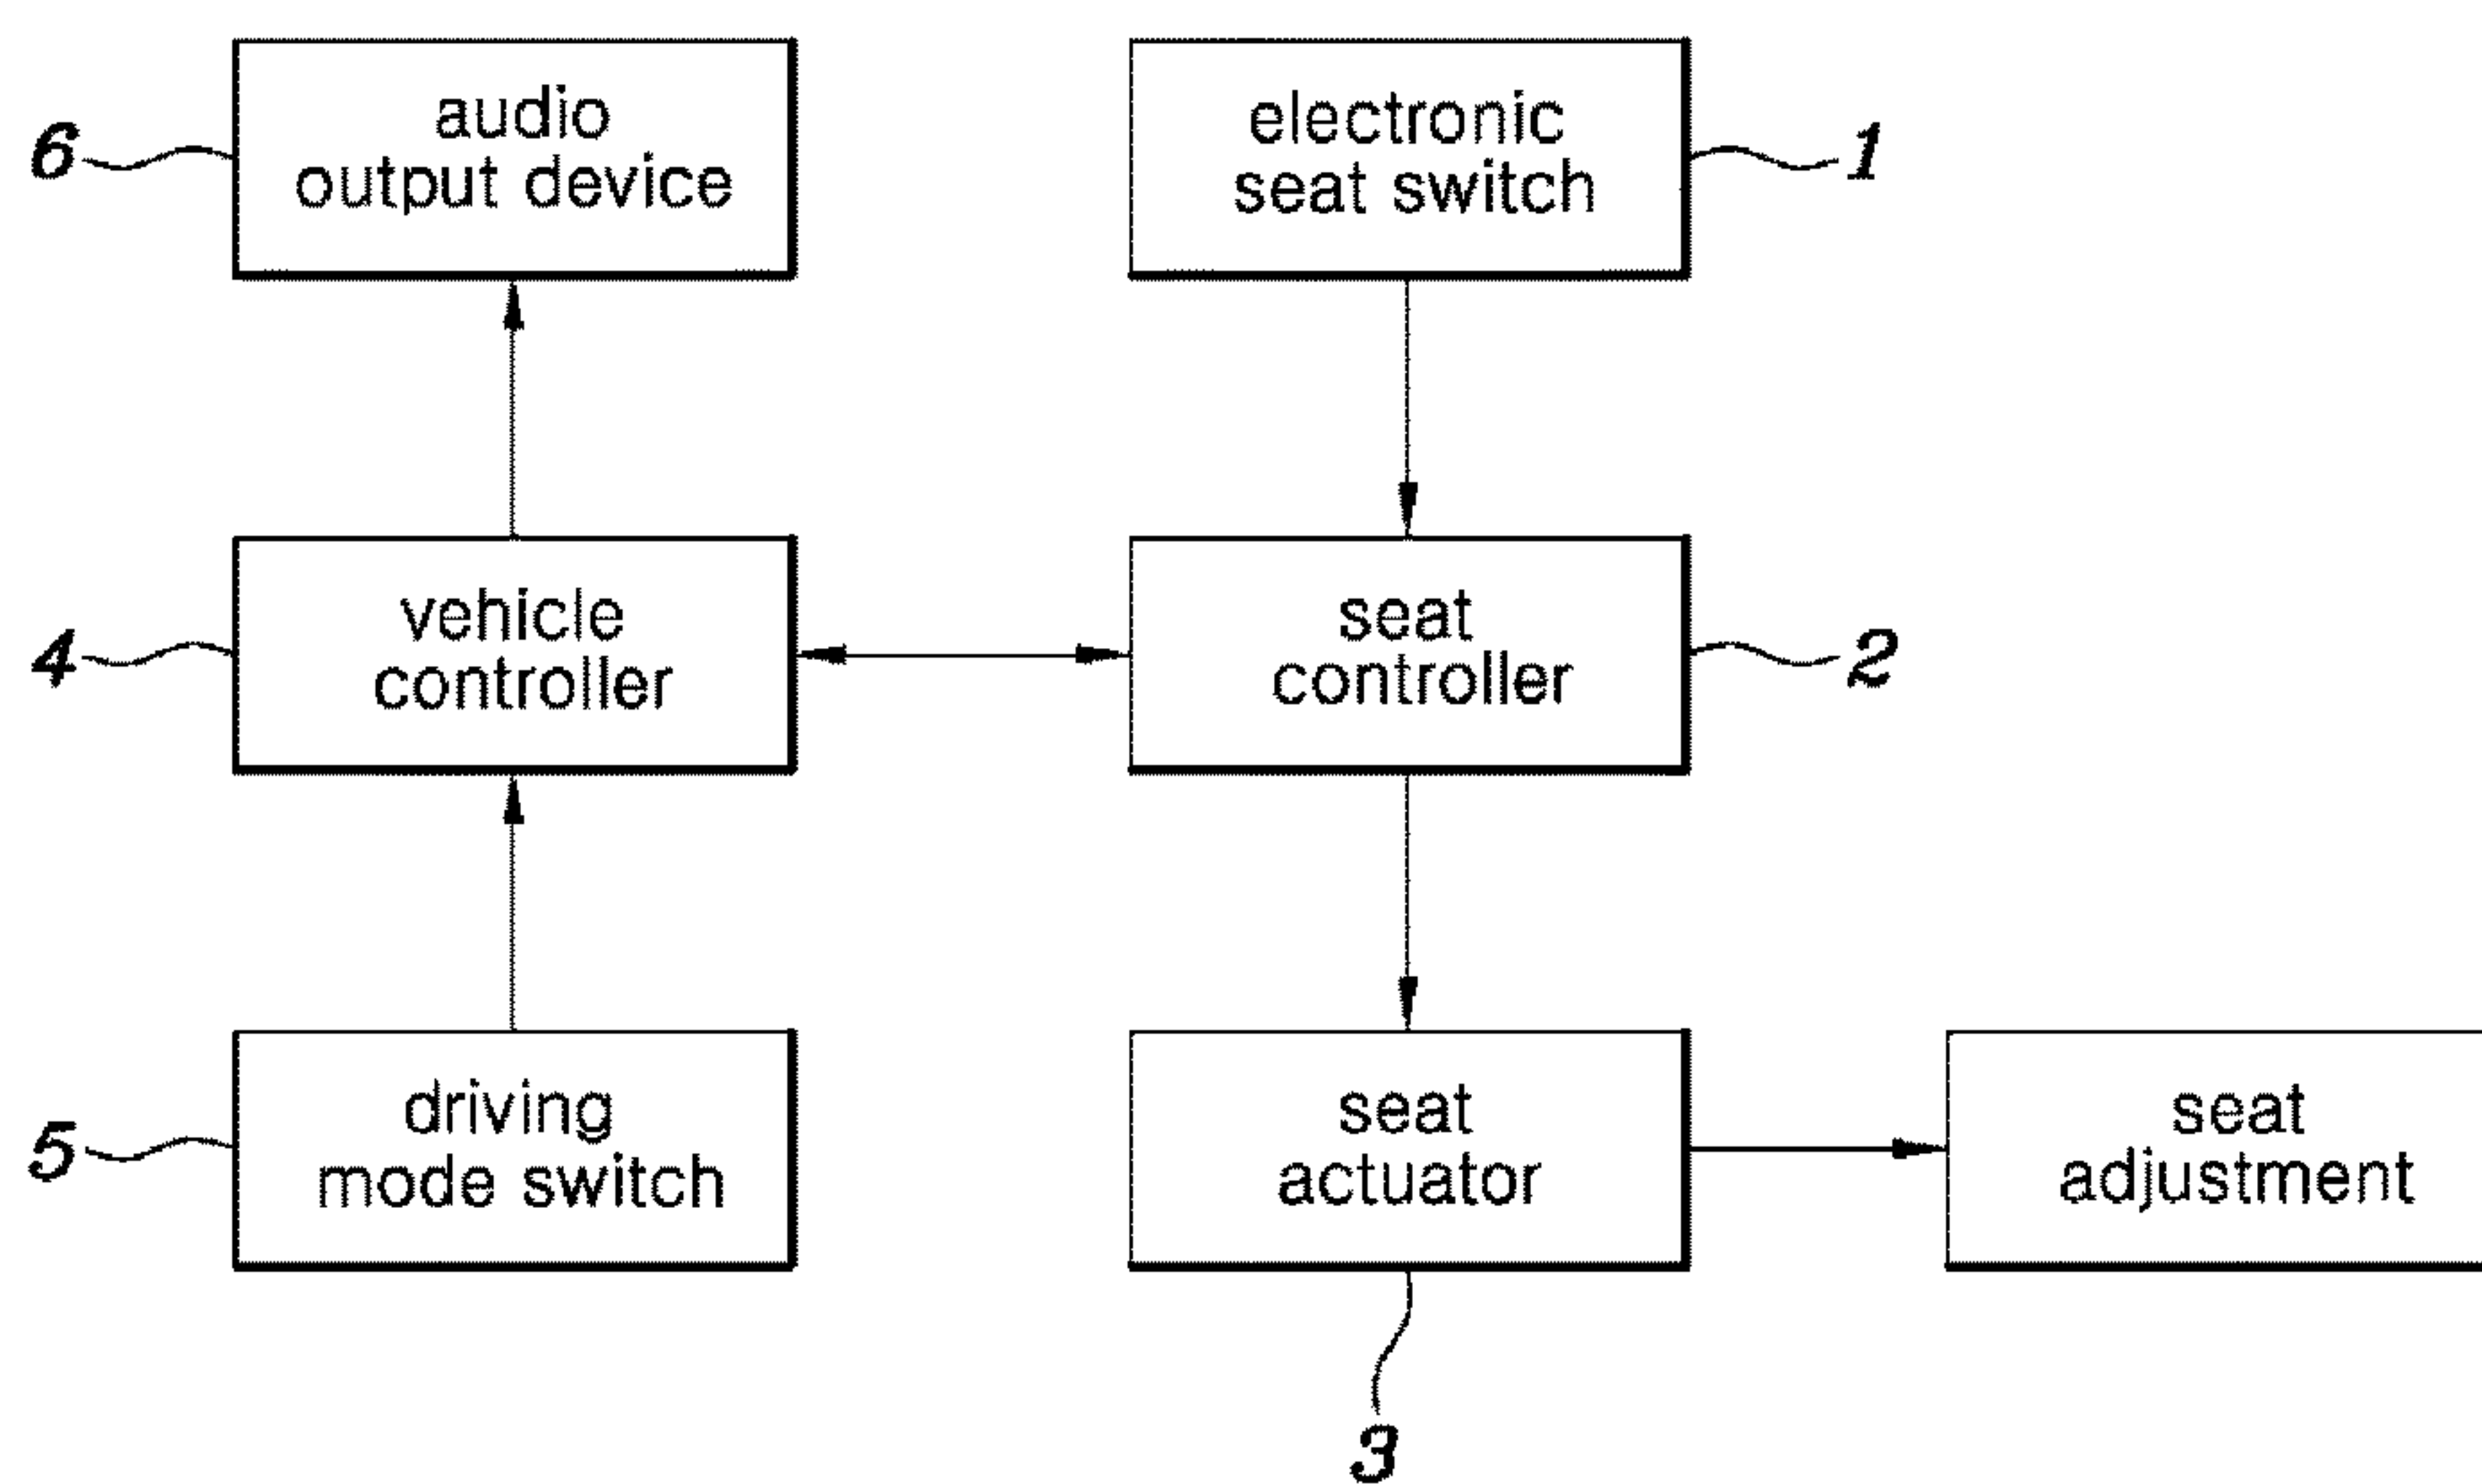 audio
output device
6
electronic
seat switch
1
vehicle
controller
4
seat
controller
2
driving
mode switch
5
seat
actuator
3
seat
adjustment